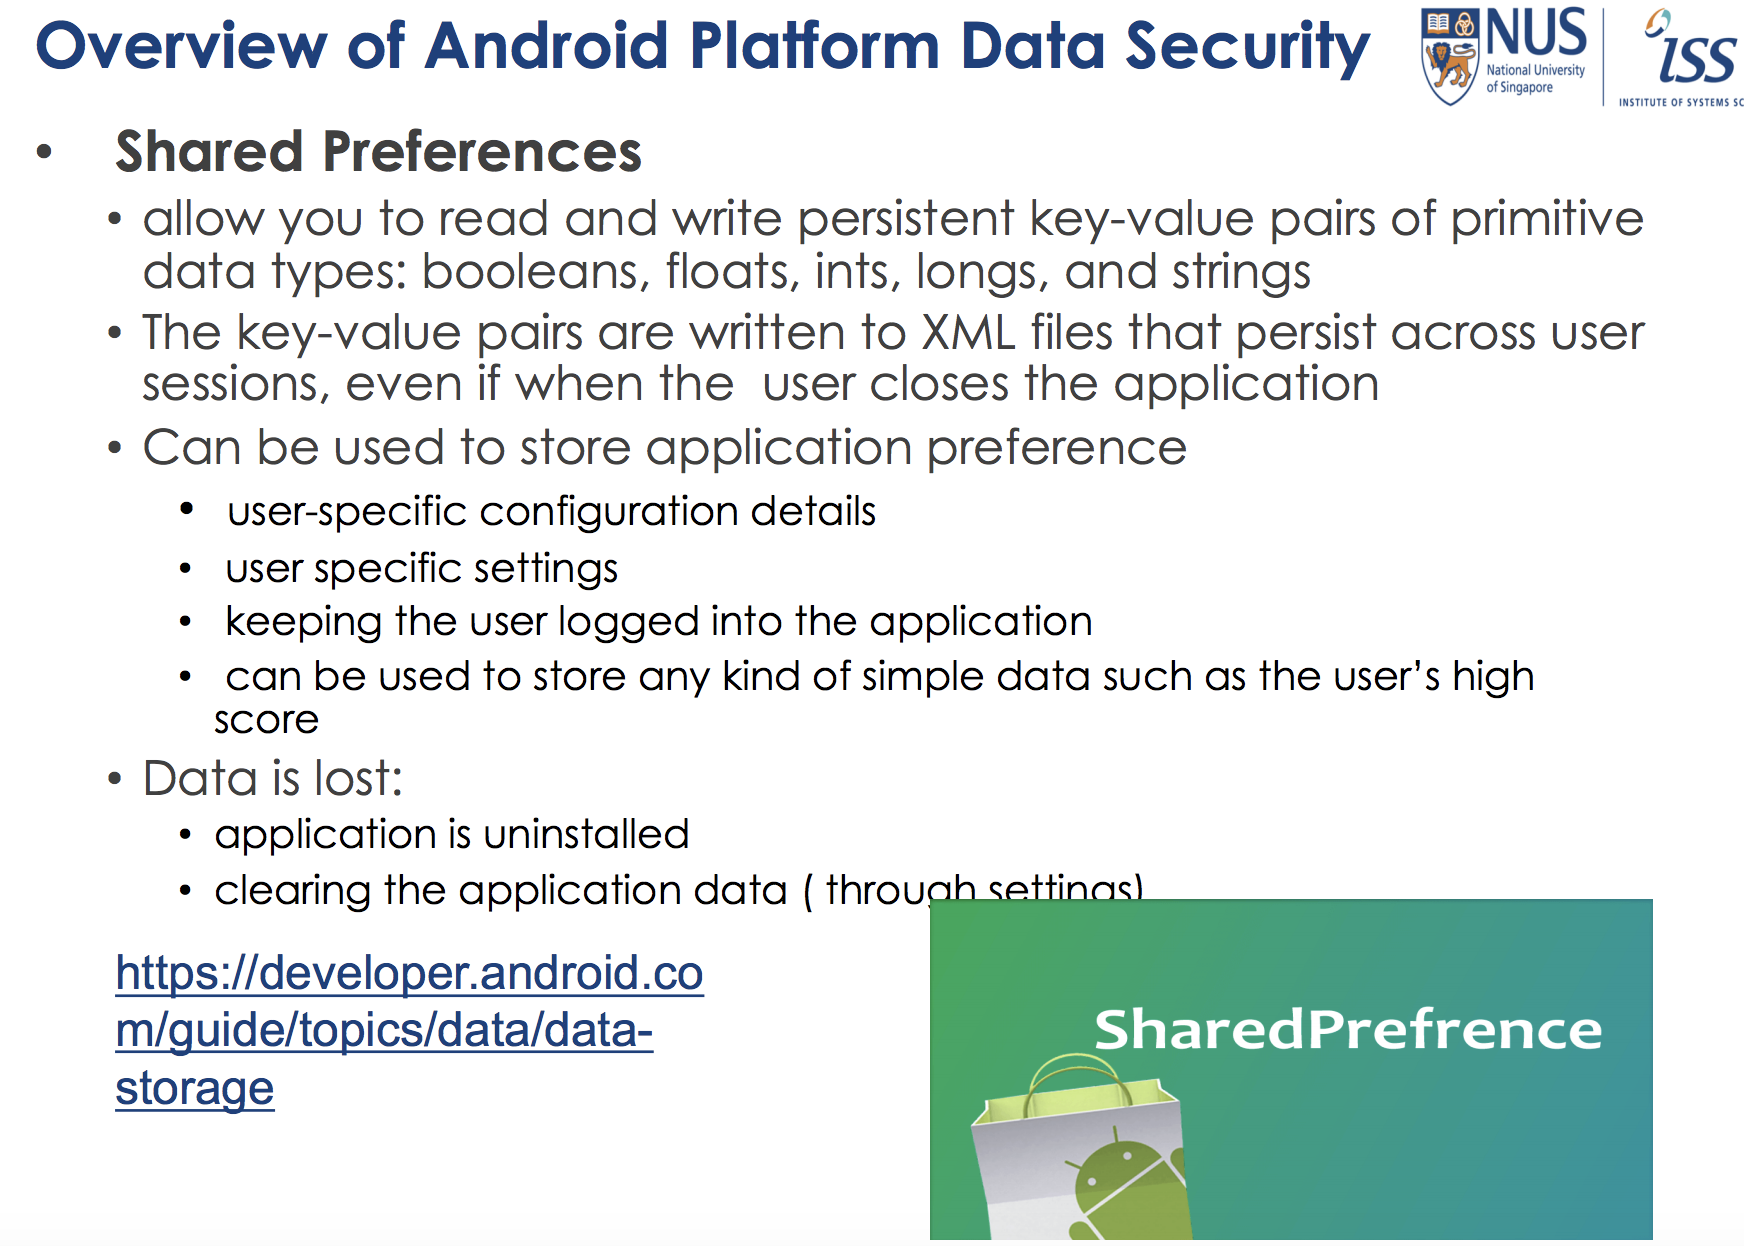 Overview of Android Platform Data Security
NUS
National University
of Singapore
ISS
INSTITUTE OF SYSTEMS SC
• Shared Preferences
• allow you to read and write persistent key-value pairs of primitive
data types: booleans, floats, ints, longs, and strings
• The key-value pairs are written to XML files that persist across user
sessions, even if when the user closes the application
• Can be used to store application preference
• user-specific configuration details
• user specific settings
• keeping the user logged into the application
• can be used to store any kind of simple data such as the user’s high
score
• Data is lost:
• application is uninstalled
• clearing the application data ( through settings)
https://developer.android.co
m/guide/topics/data/data-
storage
SharedPrefrence